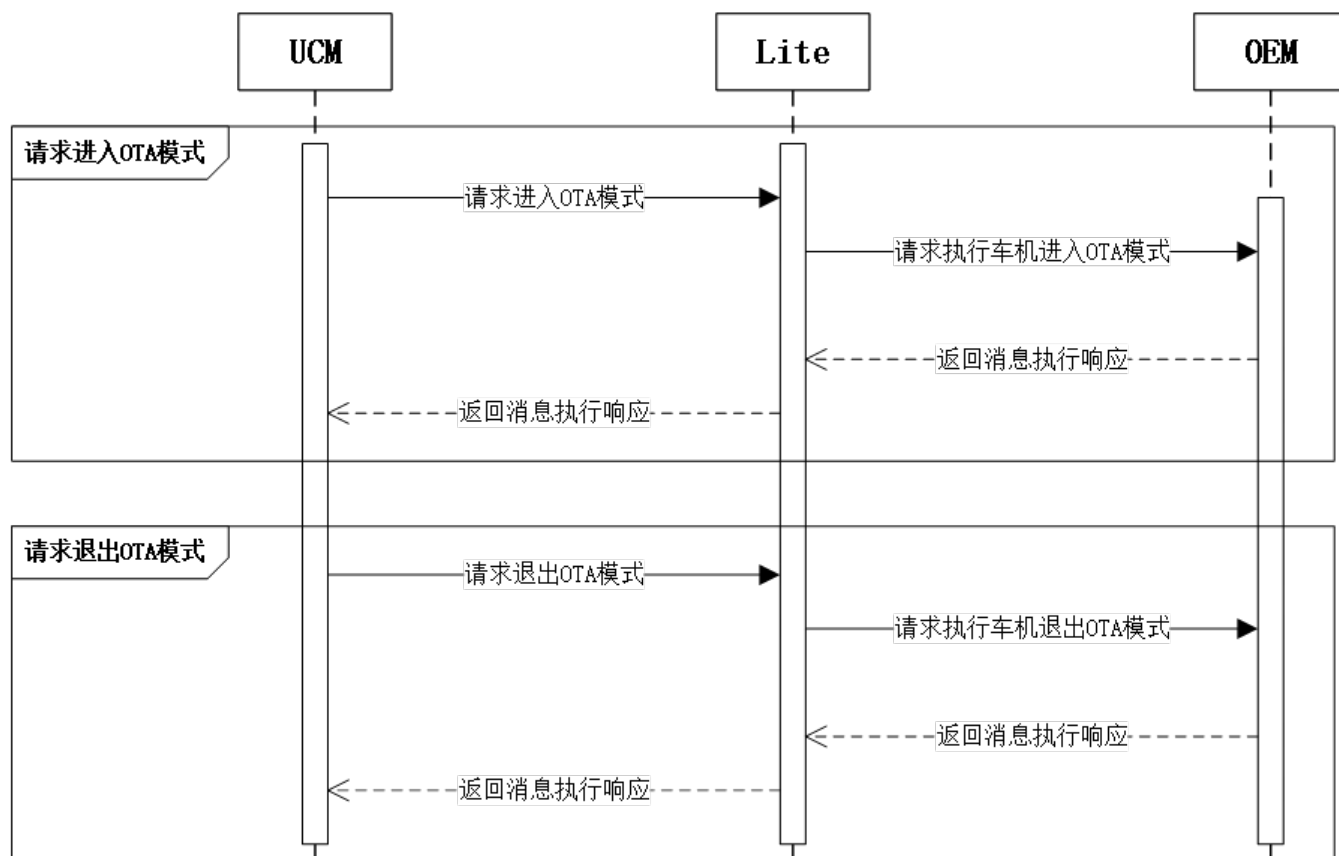 UCM
Lite
OEM
请求进入OTA模式
请求进入OTA模式
请求执行车机进入OTA模式
返回消息执行响应
返回消息执行响应
请求退出OTA模式
请求退出OTA模式
请求执行车机退出OTA模式
返回消息执行响应
返回消息执行响应